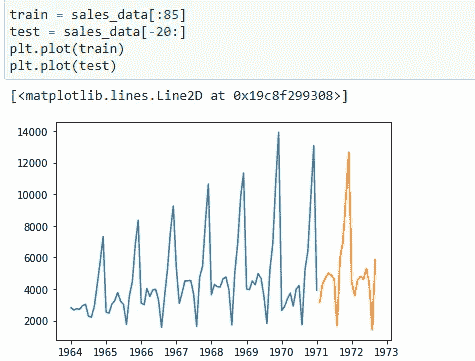 train = sales_data[:85]
test = sales_data[-20:]
plt.plot(train)
plt.plot(test)
[<matplotlib.lines.Line2D at 0x19c8f299308>]
14000
12000
10000
8000
6000
4000
2000
1964 1965 1966 1967 1968 1969 1970 1971 1972 1973